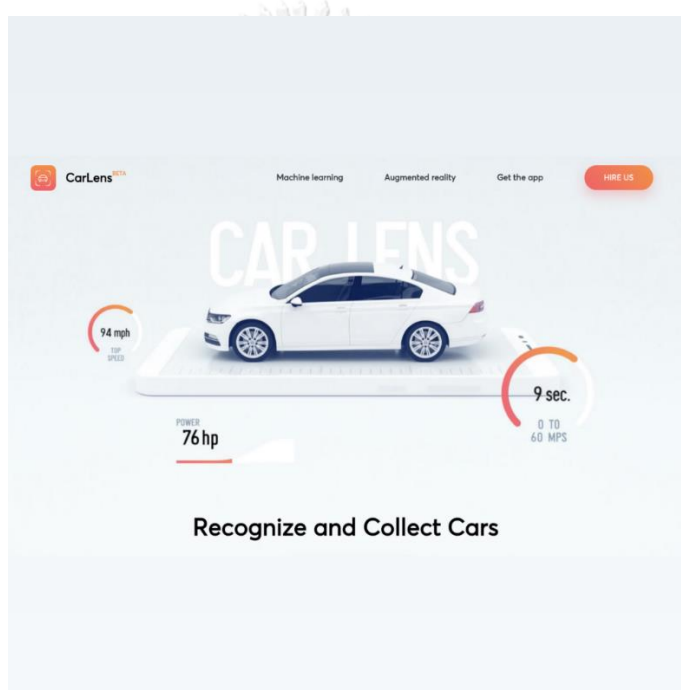 CarLens BETA
Machine learning
Augmented reality
Get the app
HIRE US
CAR LENS
94 mph
TOP
SPEED
9 sec.
0 TO
60 MPS
POWER
76 hp
Recognize and Collect Cars